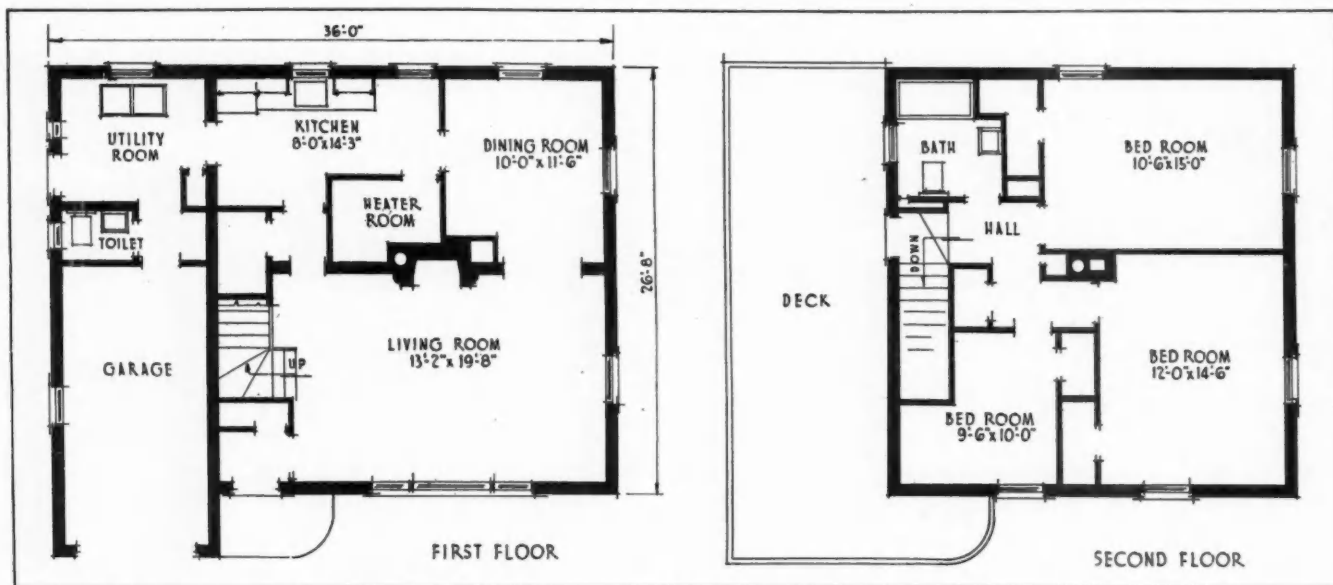 36'-0"
UTILITY
ROOM
KITCHEN
8'-0"x14'-3"
DINING ROOM
10'-0"x11'-6"
HEATER
ROOM
TOILET
26'-8"
GARAGE
LIVING ROOM
13'-2"x19'-8"
UP
FIRST FLOOR
BATH
BED ROOM
10'-6"x15'-0"
HALL
DOWN
DECK
BED ROOM
12'-0"x14'-6"
BED ROOM
9'-6"x10'-0"
SECOND FLOOR